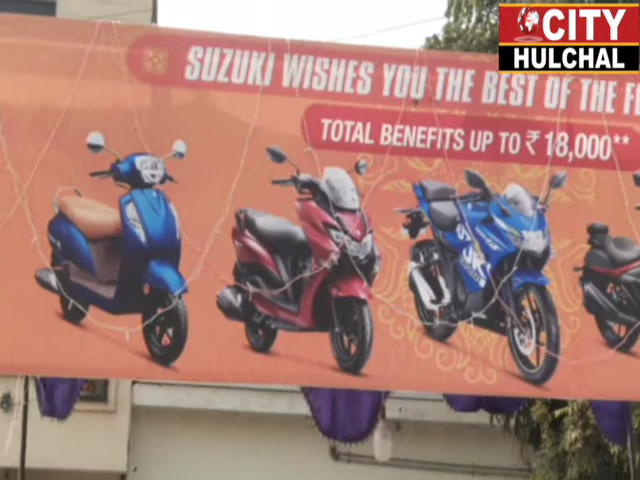 CITY
HULCHAL
SUZUKI WISHES YOU THE BEST OF THE
TOTAL BENEFITS UP TO ₹ 18,000**